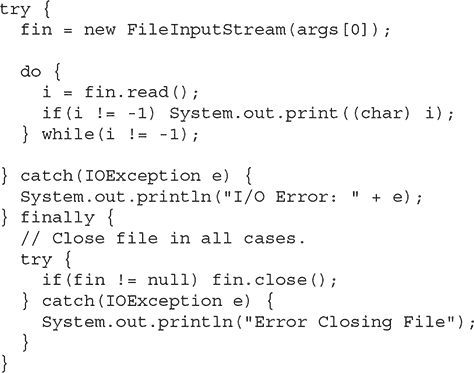 try {
  fin = new FileInputStream(args[0]);

  do {
    i = fin.read();
    if(i != -1) System.out.print((char) i);
  } while(i != -1);

} catch(IOException e) {
  System.out.println("I/O Error: " + e);
} finally {
  // Close file in all cases.
  try {
    if(fin != null) fin.close();
  } catch(IOException e) {
    System.out.println("Error Closing File");
  }
}